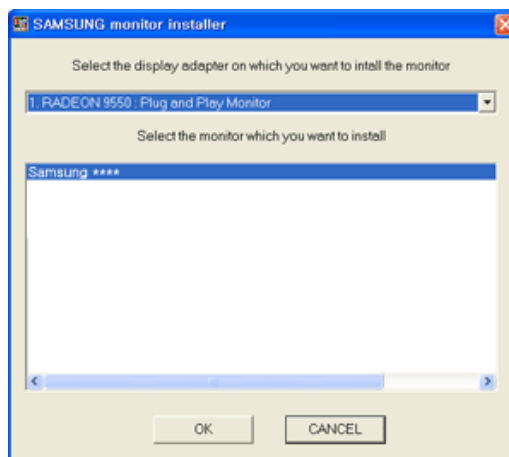 SAMSUNG monitor installer
Select the display adapter on which you want to intall the monitor
1. RADEON 9550 : Plug and Play Monitor
Select the monitor which you want to install
Samsung ****
OK
CANCEL